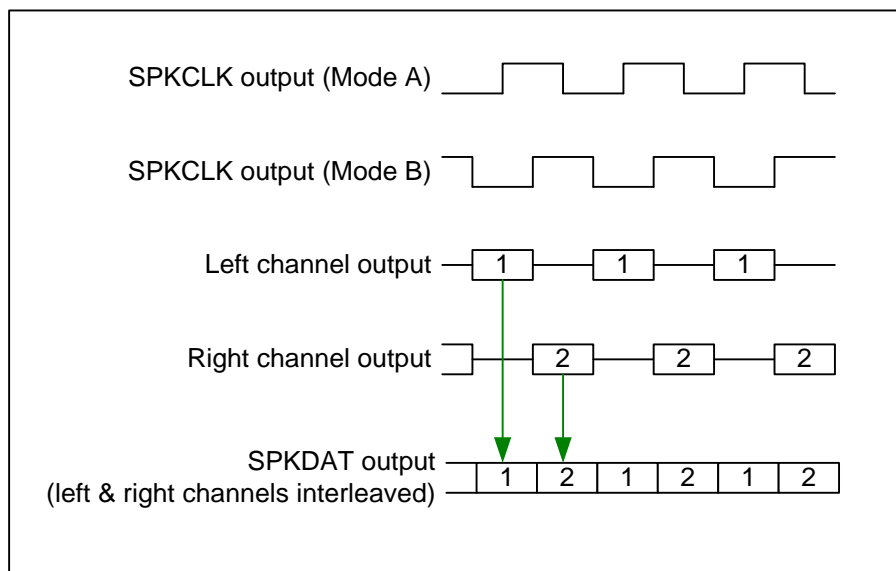 SPKCLK output (Mode A)
SPKCLK output (Mode B)
Left channel output 1 1 1
Right channel output 2 2 2
SPKDAT output
(left & right channels interleaved) 1 2 1 2 1 2